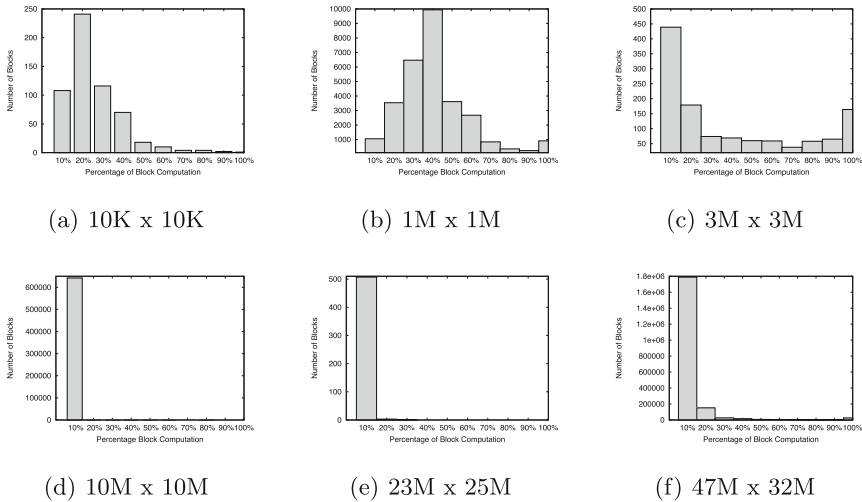 250
200
150
100
50
0
Number of Blocks
10% 20% 30% 40% 50% 60% 70% 80% 90% 100%
Percentage of Block Computation
(a) 10K x 10K
10000
9000
8000
7000
6000
5000
4000
3000
2000
1000
Number of Blocks
10% 20% 30% 40% 50% 60% 70% 80% 90% 100%
Percentage Block Computation
(b) 1M x 1M
500
450
400
350
300
250
200
150
100
50
Number of Blocks
10% 20% 30% 40% 50% 60% 70% 80% 90% 100%
Percentage of Block Computation
(c) 3M x 3M
600000
500000
400000
300000
200000
100000
0
Number of Blocks
10% 20% 30% 40% 50% 60% 70% 80% 90%100%
Percentage Block Computation
(d) 10M x 10M
500
400
300
200
100
0
Number of Blocks
10% 20% 30% 40% 50% 60% 70% 80% 90% 100%
Percentage Block Computation
(e) 23M x 25M
1.8e+06
1.6e+06
1.4e+06
1.2e+06
1e+06
800000
600000
400000
200000
0
Number of Blocks
10% 20% 30% 40% 50% 60% 70% 80% 90%100%
Percentage of Block Computation
(f) 47M x 32M